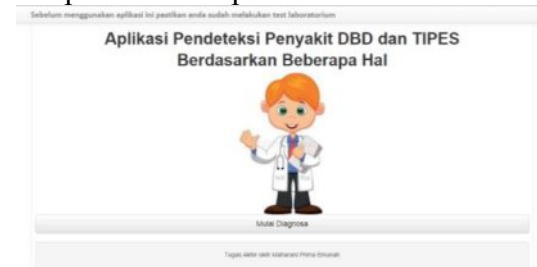 Sebelum menggunakan aplikasi ini pastikan anda sudah melakukan test laboratorium
Aplikasi Pendeteksi Penyakit DBD dan TIPES
Berdasarkan Beberapa Hal
Mulai Diagnosa
Tugas Akhir oleh Maharani Prima